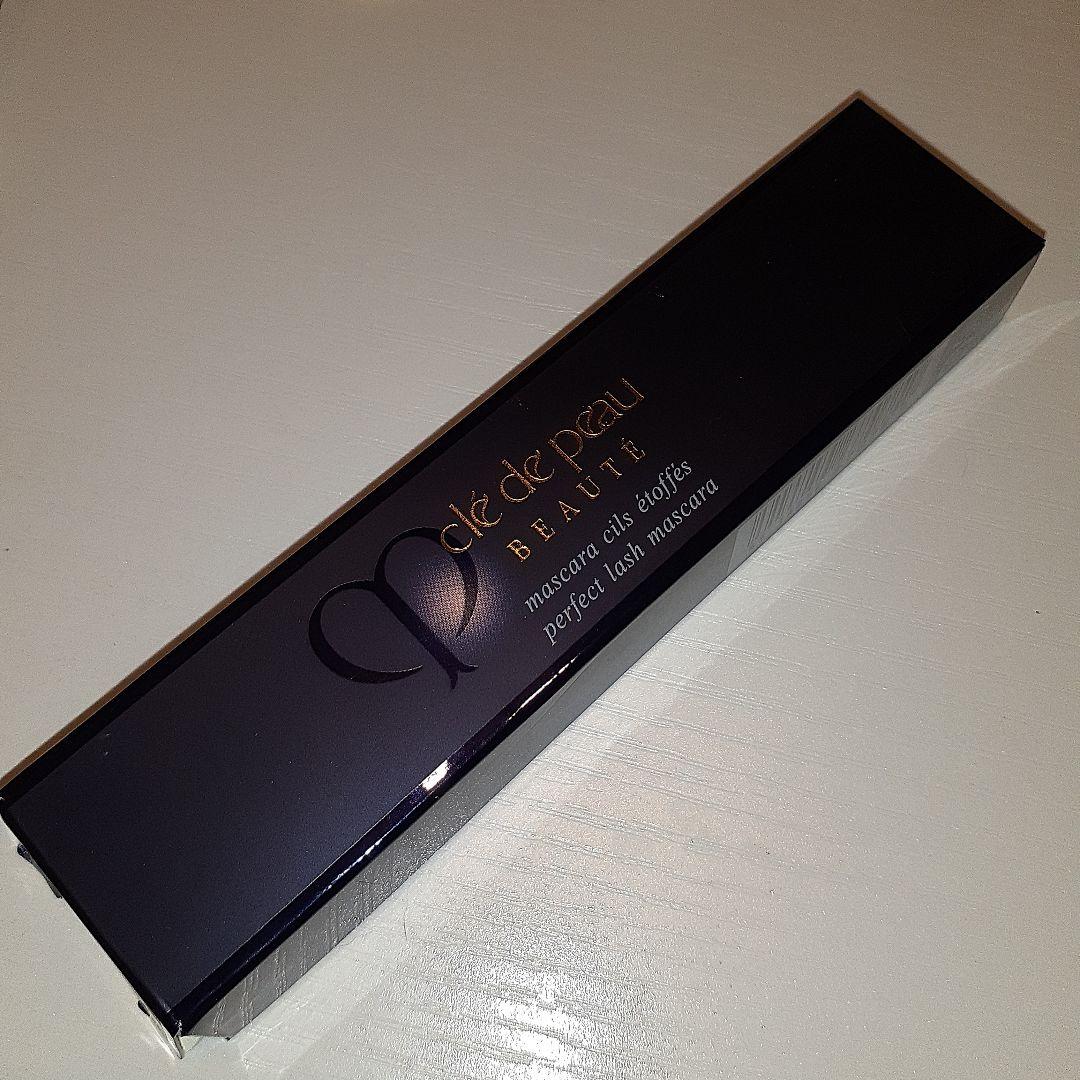 clé de peau
BEAUTÉ
mascara cils étoffés
perfect lash mascara